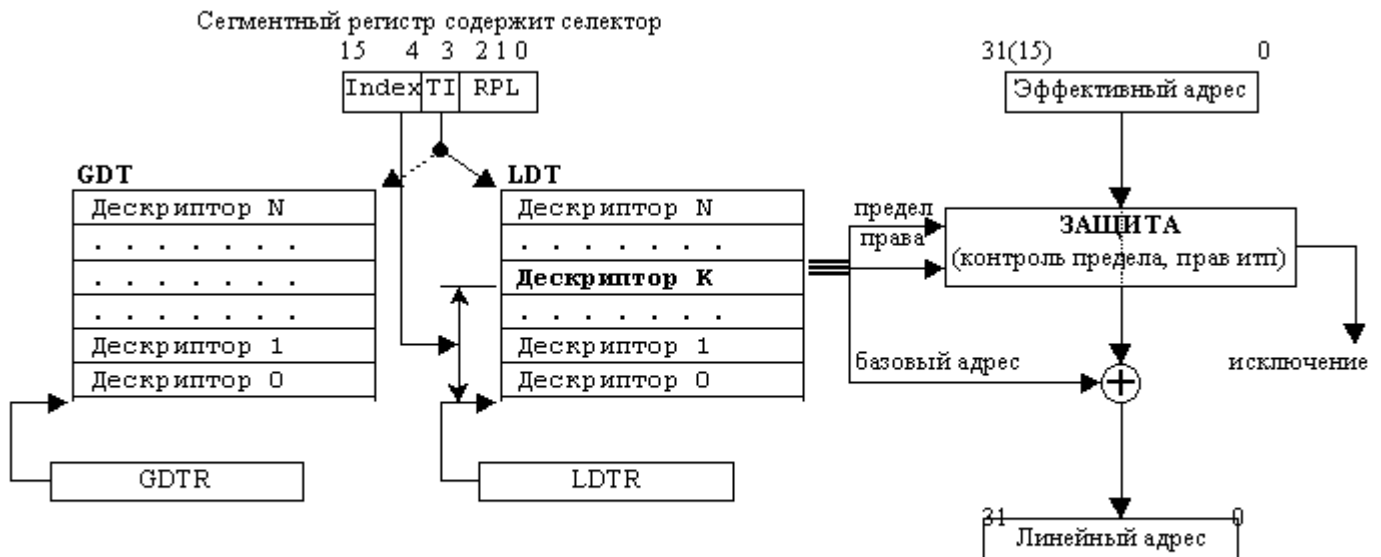 Сегментный регистр содержит селектор
15 4 3 2 1 0
Index TI RPL
31(15) 0
Эффективный адрес
GDT
Дескриптор N
. . . . . . .
. . . . . . .
. . . . . . .
Дескриптор 1
Дескриптор 0
GDTR
LDT
Дескриптор N
. . . . . . .
Дескриптор K
. . . . . . .
Дескриптор 1
Дескриптор 0
LDTR
предел
права
базовый адрес
ЗАЩИТА
(контроль предела, прав итп)
исключение
31 0
Линейный адрес